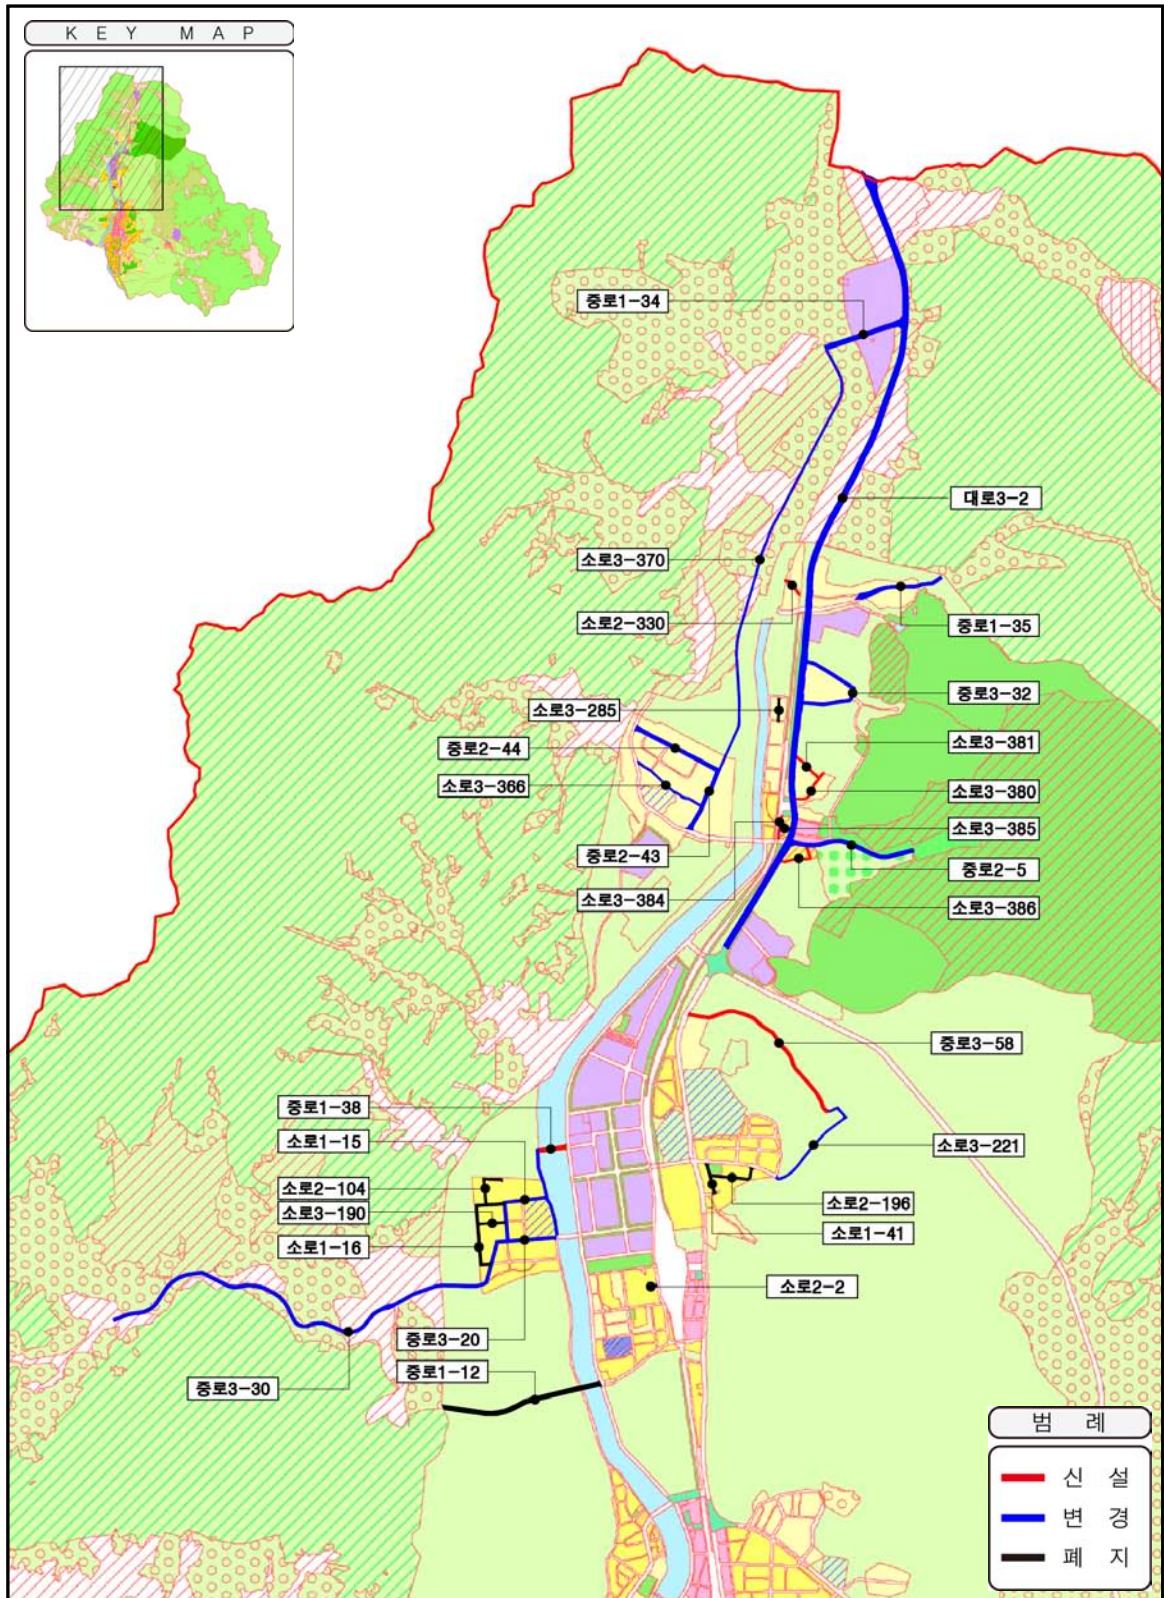 KEY MAP
중로1-34
대로3-2
소로3-370
소로2-330
중로1-35
중로3-32
소로3-285
중로2-44
소로3-381
소로3-366
소로3-380
소로3-385
중로2-43
중로2-5
소로3-384
소로3-386
중로3-58
중로1-38
소로1-15
소로3-221
소로2-104
소로2-196
소로3-190
소로1-41
소로1-16
소로2-2
중로3-20
중로1-12
중로3-30
범 례
신 설
변 경
폐 지